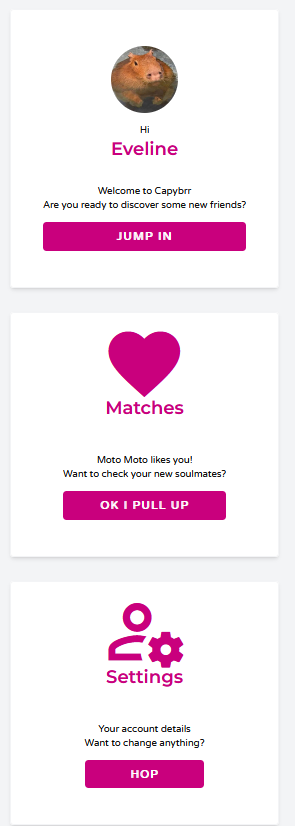 Hi
Eveline
Welcome to Capybrr
Are you ready to discover some new friends?
JUMP IN
Matches
Moto Moto likes you!
Want to check your new soulmates?
OK I PULL UP
Settings
Your account details
Want to change anything?
HOP